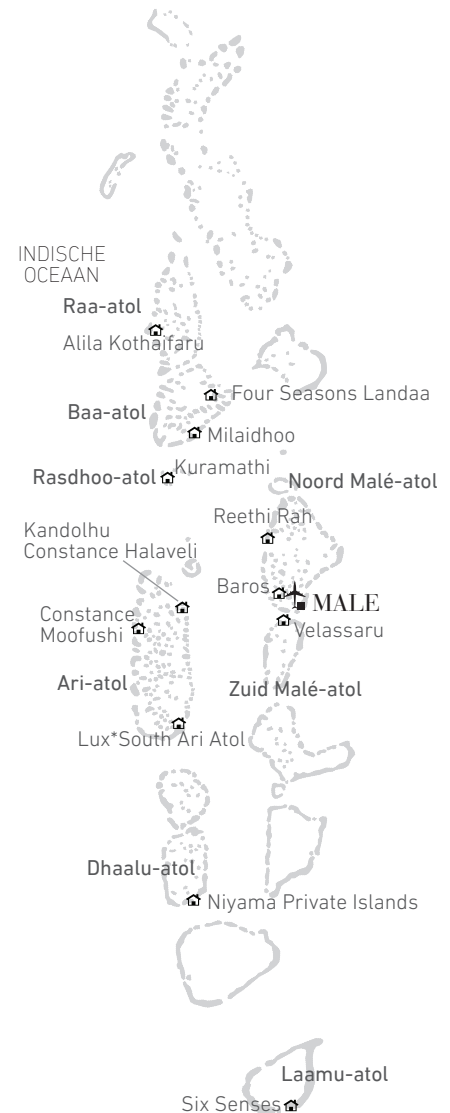 INDISCHE
OCEAAN
Raa-atol
Alila Kothaifaru
Four Seasons Landaa
Baa-atol
Milaidhoo
Rasdhoo-atol
Kuramathi
Noord Malé-atol
Reethi Rah
Kandolhu
Constance Halaveli
Baros
MALE
Constance
Moofushi
Velassaru
Ari-atol
Zuid Malé-atol
Lux*South Ari Atol
Dhaalu-atol
Niyama Private Islands
Laamu-atol
Six Senses